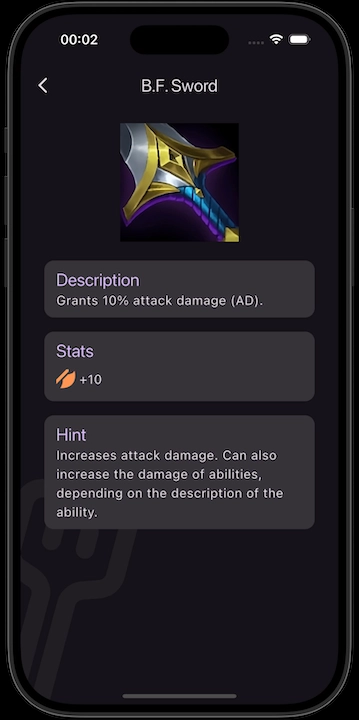 00:02
B.F. Sword
Description
Grants 10% attack damage (AD).
Stats
+10
Hint
Increases attack damage. Can also
increase the damage of abilities,
depending on the description of the
ability.